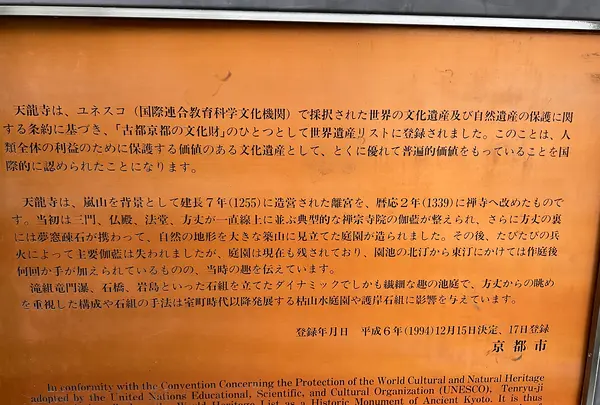 天龍寺は、ユネスコ（国際連合教育科学文化機関）で採択された世界の文化遺産及び自然遺産の保護に関
する条約に基づき、「古都京都の文化財」のひとつとして世界遺産リストに登録されました。このことは、人
類全体の利益のために保護する価値のある文化遺産として、とくに優れて普遍的価値をもっていることを国
際的に認められたことになります。
天龍寺は、嵐山を背景として建長７年(1255)に造営された離宮を、暦応２年(1339)に禅寺へ改めたもので
す。当初は三門、仏殿、法堂、方丈が一直線上に並ぶ典型的な禅宗寺院の伽藍が整えられ、さらに方丈の裏
には夢窓疎石が携わって、自然の地形を大きな築山に見立てた庭園が造られました。その後、たびたびの兵
火によって主要伽藍は失われましたが、庭園は現在も残されており、園池の北汀から東汀にかけては作庭後
何回か手が加えられているものの、当時の趣を伝えています。
滝組竜門瀑、石橋、岩島といった石組を立てたダイナミックでしかも繊細な趣の池庭で、方丈からの眺め
を重視した構成や石組の手法は室町時代以降発展する枯山水庭園や護岸石組に影響を与えています。
登録年月日　平成６年(1994)12月15日決定、17日登録
京都市
In conformity with the Convention Concerning the Protection of the World Cultural and Natural Heritage
adopted by the United Nations Educational, Scientific, and Cultural Organization (UNESCO), Tenryu-ji
World Heritage List as a Historic Monument of Ancient Kyoto. It is thus